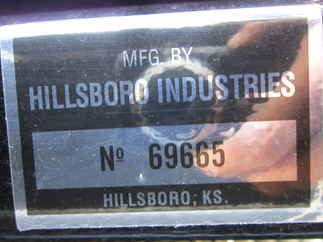 MFG. BY
HILLSBORO INDUSTRIES
Nº 69665
HILLSBORO, KS.